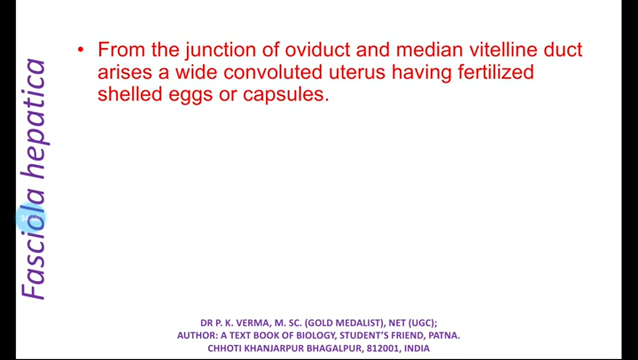 Fasciola hepatica
• From the junction of oviduct and median vitelline duct
arises a wide convoluted uterus having fertilized
shelled eggs or capsules.
DR P. K. VERMA, M. SC. (GOLD MEDALIST), NET (UGC);
AUTHOR: A TEXT BOOK OF BIOLOGY, STUDENT'S FRIEND, PATNA.
CHHOTI KHANJARPUR BHAGALPUR, 812001, INDIA